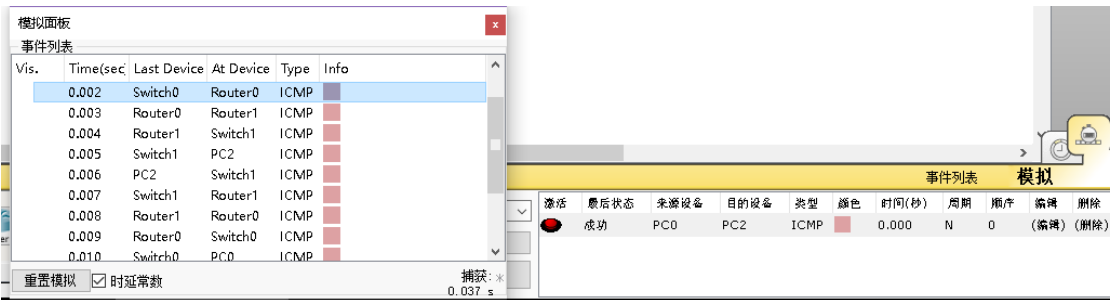 模拟面板
事件列表
Vis. Time(sec Last Device At Device Type Info
0.002 Switch0 Router0 ICMP
0.003 Router0 Router1 ICMP
0.004 Router1 Switch1 ICMP
0.005 Switch1 PC2 ICMP
0.006 PC2 Switch1 ICMP
0.007 Switch1 Router1 ICMP
0.008 Router1 Router0 ICMP
0.009 Router0 Switch0 ICMP
0.010 Switch0 PC0 ICMP
重置模拟 时延常数 捕获: *
0.037 s
事件列表 模拟
激活 最后状态 来源设备 目的设备 类型 颜色 时间(秒) 周期 顺序 编辑 删除
成功 PC0 PC2 ICMP 0.000 N 0 (编辑) (删除)
er